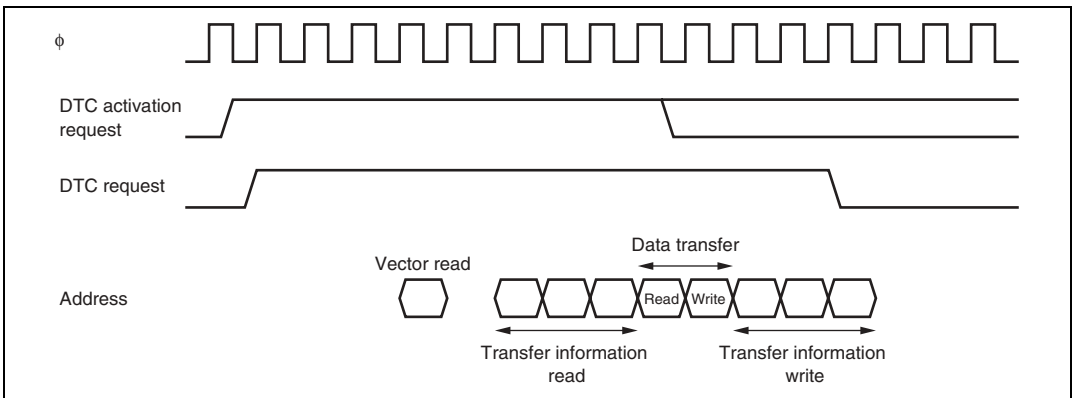 φ
DTC activation
request
DTC request
Data transfer
Vector read
Address
Read Write
Transfer information
read
Transfer information
write